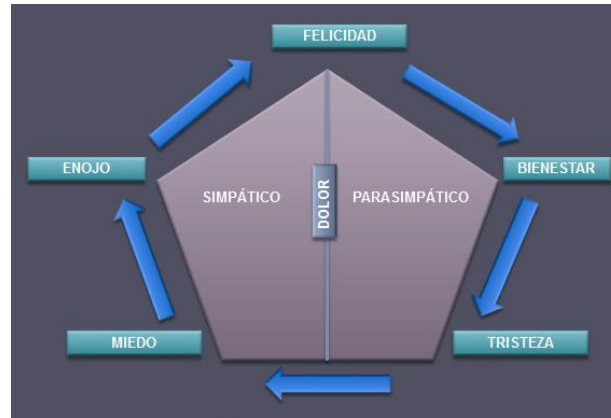 FELICIDAD
ENOJO
BIENESTAR
SIMPÁTICO
DOLOR
PARASIMPÁTICO
MIEDO
TRISTEZA